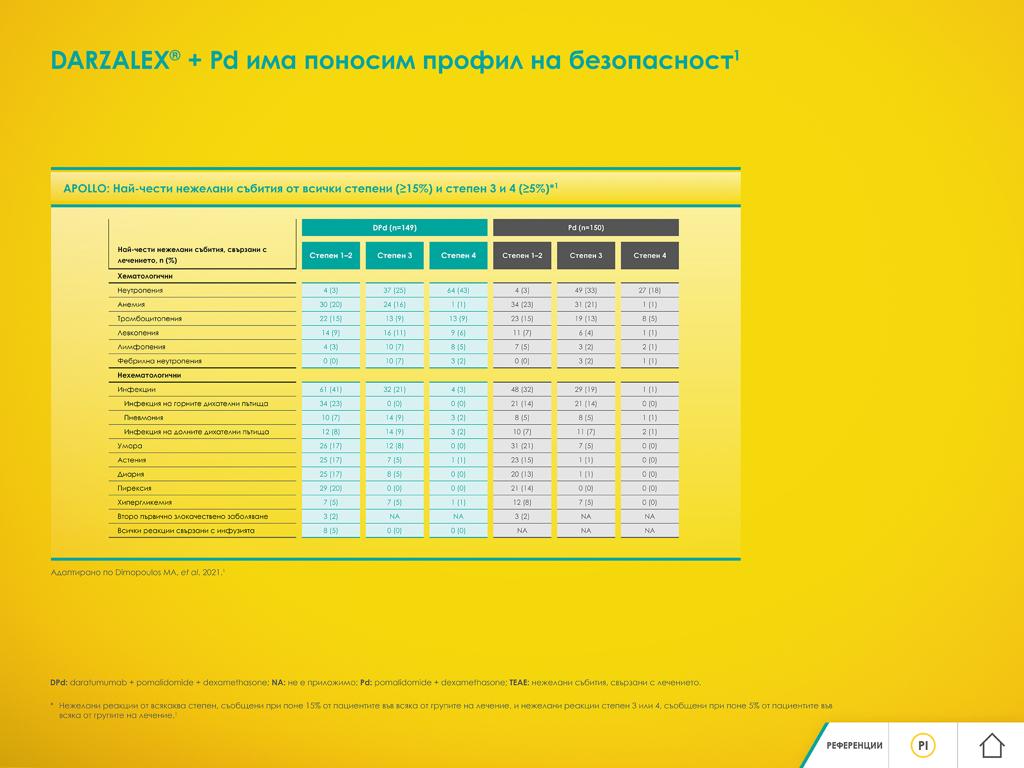 DARZALEX® + Pd има поносим профил на безопасност¹
APOLLO: Най-чести нежелани събития от всички степени (≥15%) и степен 3 и 4 (≥5%)*¹
DPd (n=149) Pd (n=150)
Най-чести нежелани събития, свързани с
лечението, n (%)
Степен 1–2 Степен 3 Степен 4 Степен 1–2 Степен 3 Степен 4
Хематологични
Неутропения 4 (3) 37 (25) 64 (43) 4 (3) 49 (33) 27 (18)
Анемия 30 (20) 24 (16) 1 (1) 34 (23) 31 (21) 1 (1)
Тромбоцитопения 22 (15) 13 (9) 13 (9) 23 (15) 19 (13) 8 (5)
Левкопения 14 (9) 16 (11) 9 (6) 11 (7) 6 (4) 1 (1)
Лимфопения 4 (3) 10 (7) 8 (5) 7 (5) 3 (2) 2 (1)
Фебрилна неутропения 0 (0) 10 (7) 3 (2) 0 (0) 3 (2) 1 (1)
Нехематологични
Инфекции 61 (41) 32 (21) 4 (3) 48 (32) 29 (19) 1 (1)
Инфекция на горните дихателни пътища 34 (23) 0 (0) 0 (0) 21 (14) 21 (14) 0 (0)
Пневмония 10 (7) 14 (9) 3 (2) 8 (5) 8 (5) 1 (1)
Инфекция на долните дихателни пътища 12 (8) 14 (9) 3 (2) 10 (7) 11 (7) 2 (1)
Умора 26 (17) 12 (8) 0 (0) 31 (21) 7 (5) 0 (0)
Астения 25 (17) 7 (5) 1 (1) 23 (15) 1 (1) 0 (0)
Диария 25 (17) 8 (5) 0 (0) 20 (13) 1 (1) 0 (0)
Пирексия 29 (20) 0 (0) 0 (0) 21 (14) 0 (0) 0 (0)
Хипергликемия 7 (5) 7 (5) 1 (1) 12 (8) 7 (5) 0 (0)
Второ първично злокачествено заболяване 3 (2) NA NA 3 (2) NA NA
Всички реакции свързани с инфузията 8 (5) 0 (0) 0 (0) NA NA NA
Адаптирано по Dimopoulos MA, et al. 2021.¹
DPd: daratumumab + pomalidomide + dexamethasone; NA: не е приложимо; Pd: pomalidomide + dexamethasone; TEAE: нежелани събития, свързани с лечението.
* Нежелани реакции от всякаква степен, съобщени при поне 15% от пациентите във всяка от групите на лечение, и нежелани реакции степен 3 или 4, съобщени при поне 5% от пациентите във
всяка от групите на лечение.¹
РЕФЕРЕНЦИИ PI